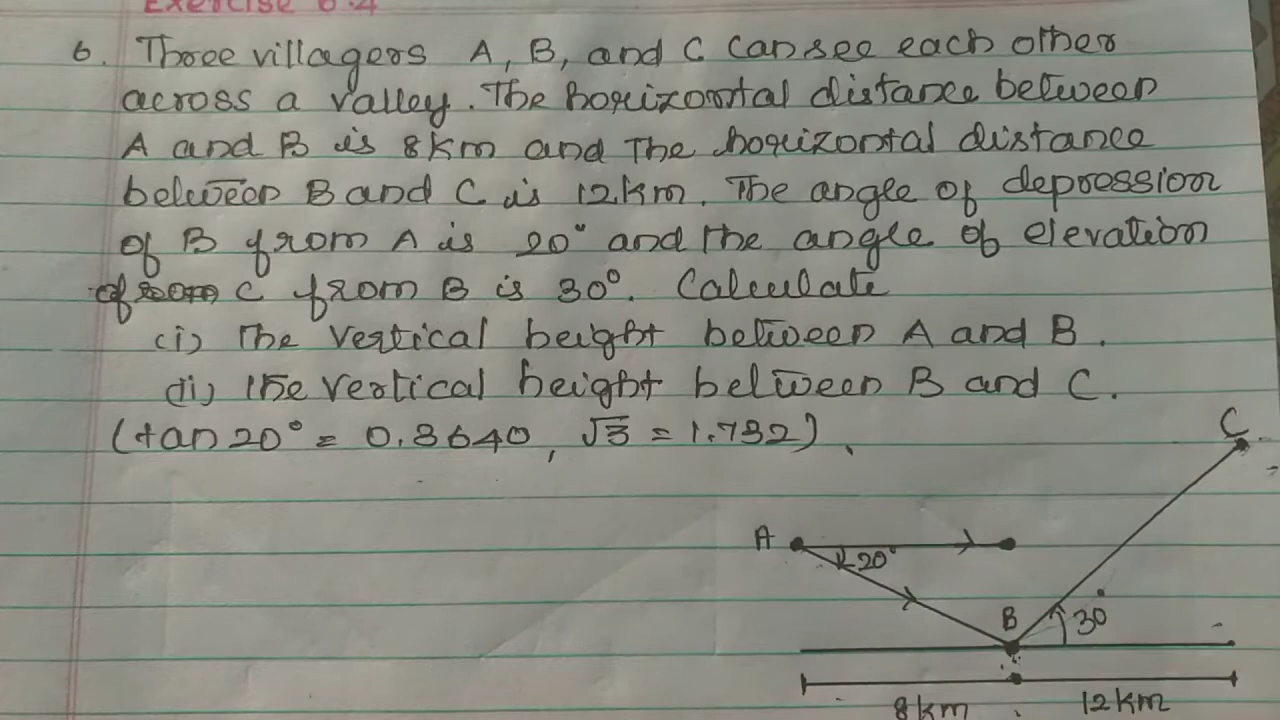 Exercise 6.4
6. Three villagers A, B, and C can see each other
across a valley. The horizontal distance between
A and B is 8km and The horizontal distance
between B and C is 12km. The angle of depression
of B from A is 20° and the angle of elevation
of C from B is 30°. Calculate
(i) The vertical height between A and B.
(ii) The vertical height between B and C.
(tan 20° = 0.3640, √3 = 1.732).
C
A
20°
B
30°
8km
12km